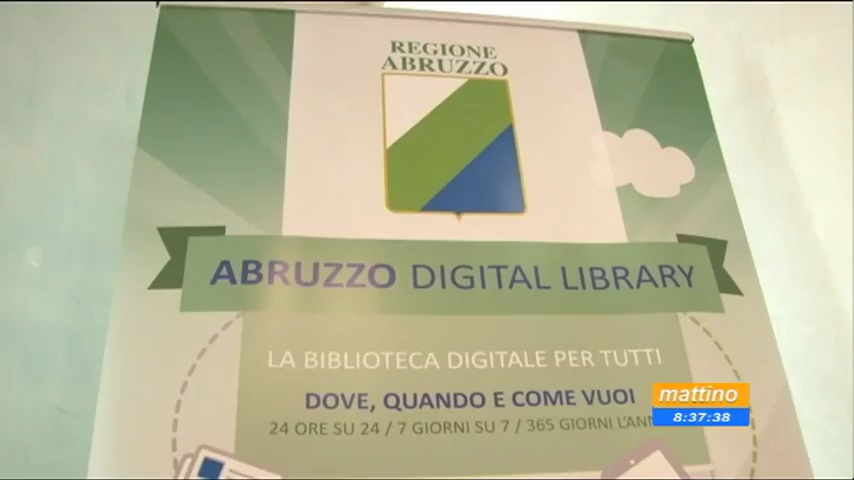 REGIONE
ABRUZZO
ABRUZZO DIGITAL LIBRARY
LA BIBLIOTECA DIGITALE PER TUTTI
DOVE, QUANDO E COME VUOI
24 ORE SU 24 / 7 GIORNI SU 7 / 365 GIORNI
mattino
8:37:38